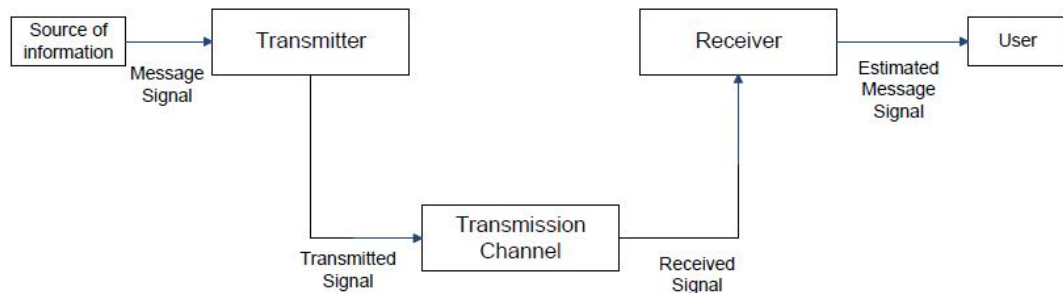 Source of
information
Message
Signal
Transmitter
Transmitted
Signal
Transmission
Channel
Received
Signal
Receiver
Estimated
Message
Signal
User